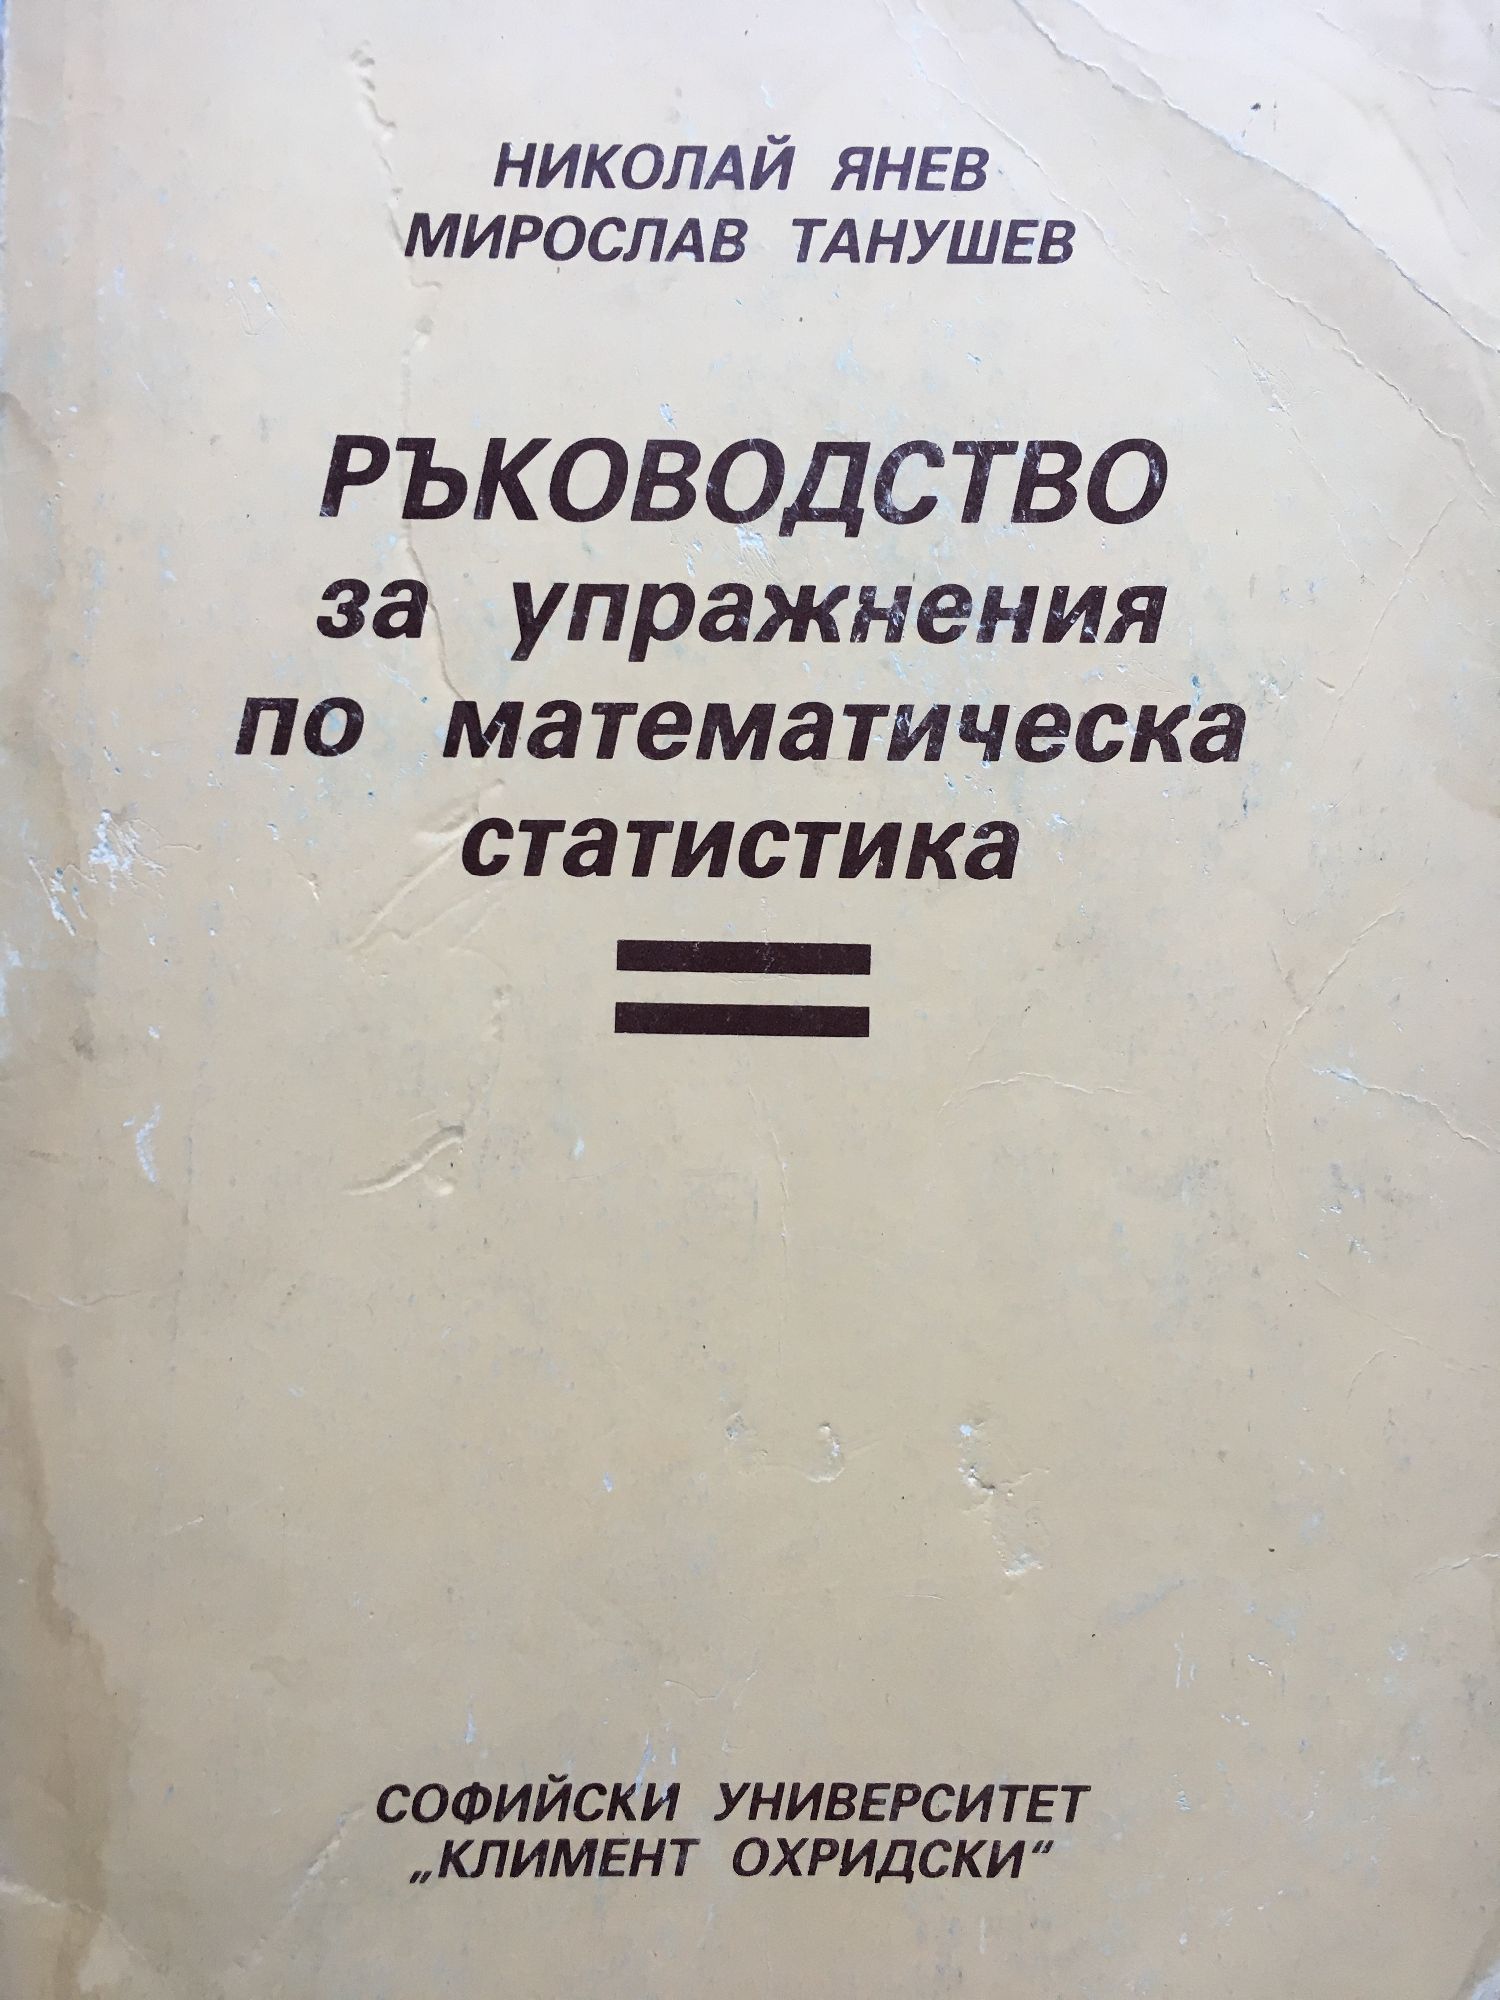 НИКОЛАЙ ЯНЕВ
МИРОСЛАВ ТАНУШЕВ
РЪКОВОДСТВО
за упражнения
по математическа
статистика
СОФИЙСКИ УНИВЕРСИТЕТ
„КЛИМЕНТ ОХРИДСКИ“